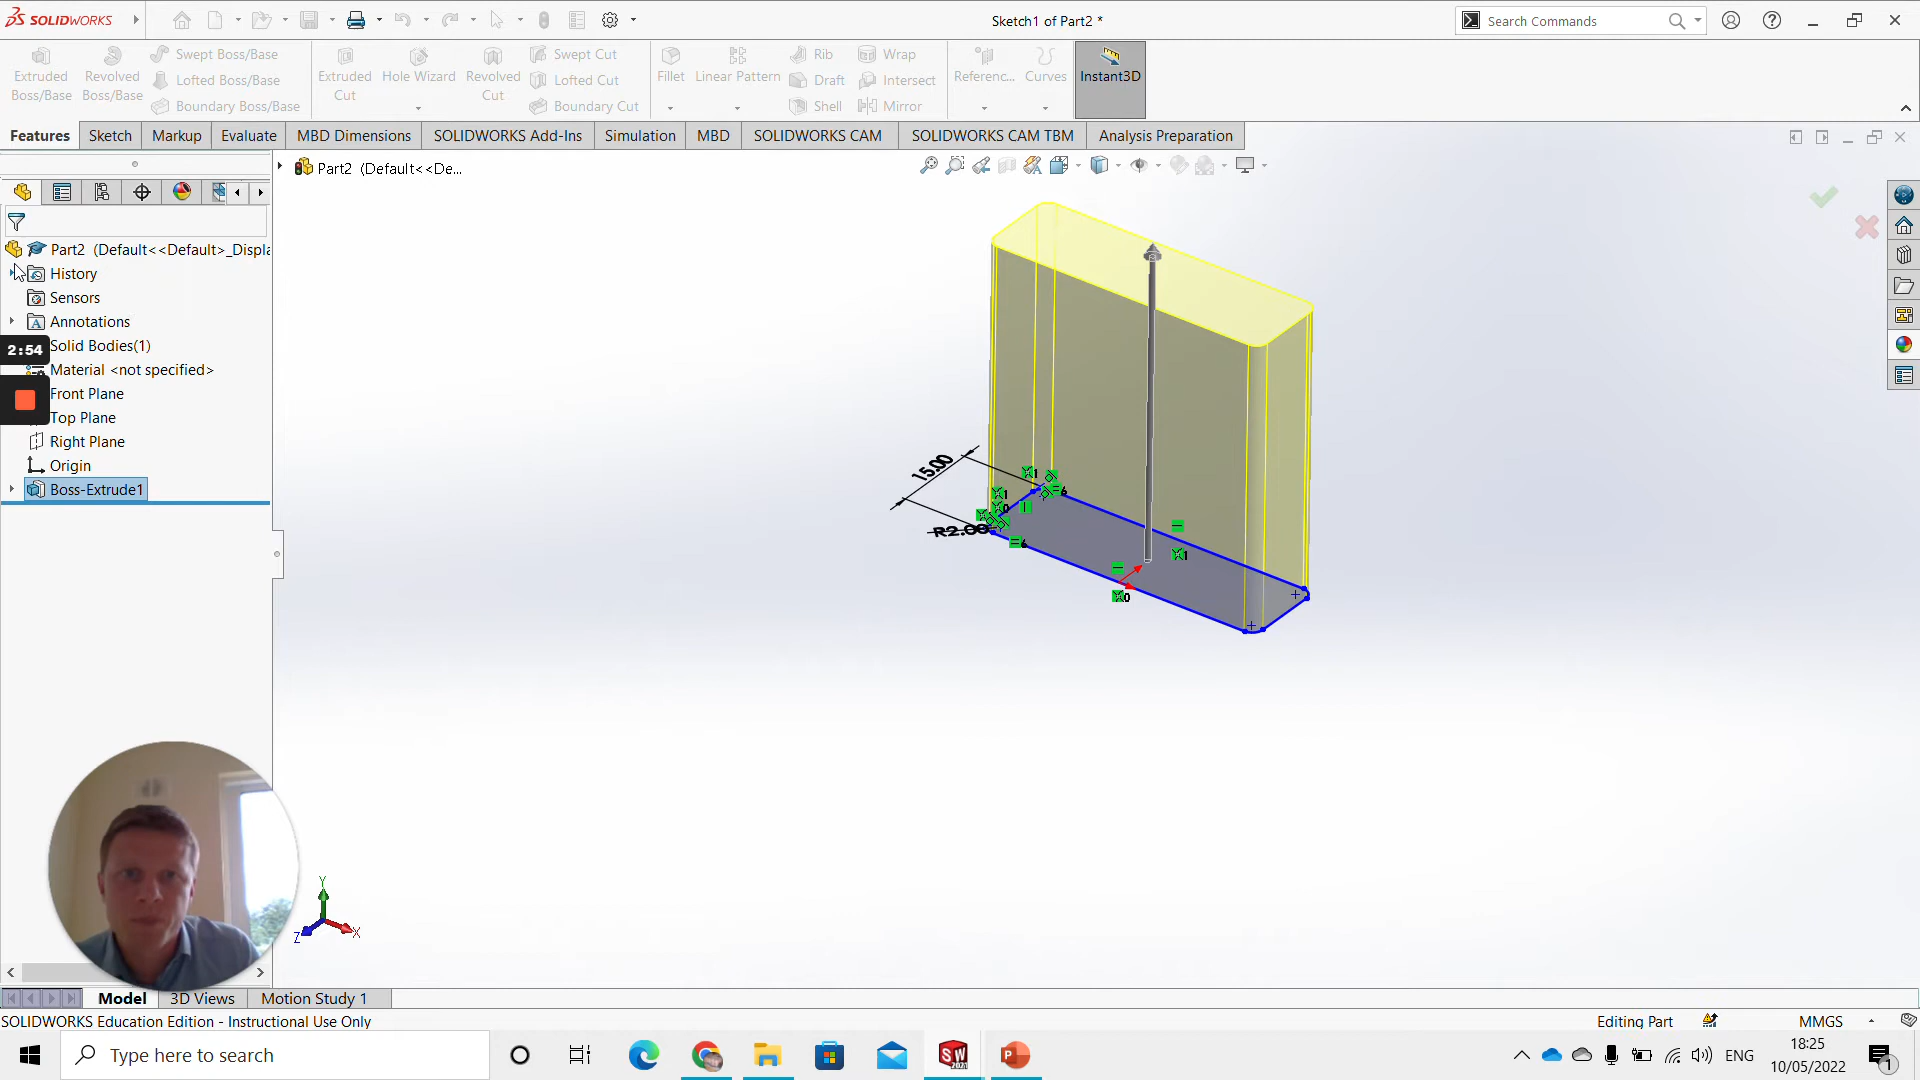 SOLIDWORKS
Sketch1 of Part2 *
Search Commands
Extruded Boss/Base
Revolved Boss/Base
Swept Boss/Base
Lofted Boss/Base
Boundary Boss/Base
Extruded Cut
Hole Wizard
Revolved Cut
Swept Cut
Lofted Cut
Boundary Cut
Fillet
Linear Pattern
Rib
Draft
Shell
Wrap
Intersect
Mirror
Referenc...
Curves
Instant3D
Features
Sketch
Markup
Evaluate
MBD Dimensions
SOLIDWORKS Add-Ins
Simulation
MBD
SOLIDWORKS CAM
SOLIDWORKS CAM TBM
Analysis Preparation
Part2 (Default<<De...
Part2 (Default<<Default>_Displa
History
Sensors
Annotations
2:54
Solid Bodies(1)
Material <not specified>
Front Plane
Top Plane
Right Plane
Origin
Boss-Extrude1
15.00
R2.00
Y
Z
X
Model
3D Views
Motion Study 1
SOLIDWORKS Education Edition - Instructional Use Only
Editing Part
MMGS
Type here to search
SW
2021
P
ENG
18:25
10/05/2022
1